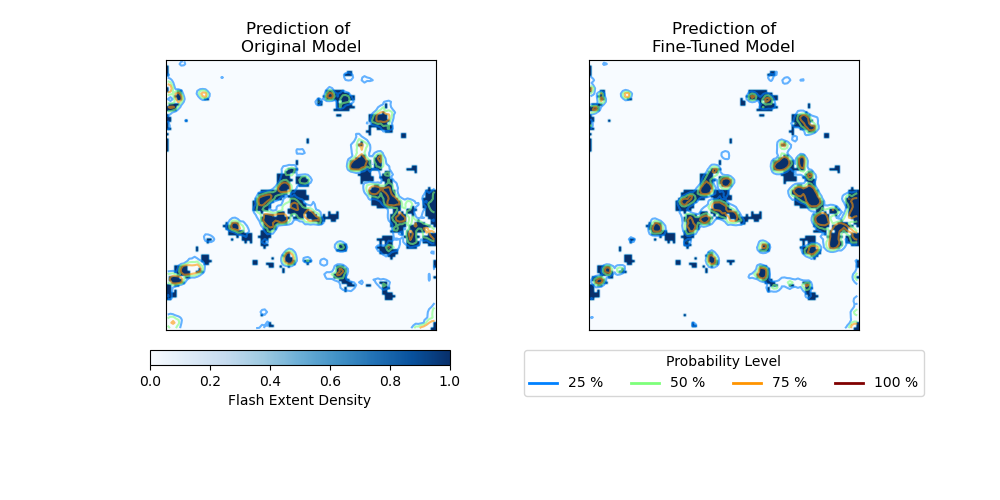 Prediction of
Original Model
Prediction of
Fine-Tuned Model
0.0 0.2 0.4 0.6 0.8 1.0
Flash Extent Density
Probability Level
25 % 50 % 75 % 100 %